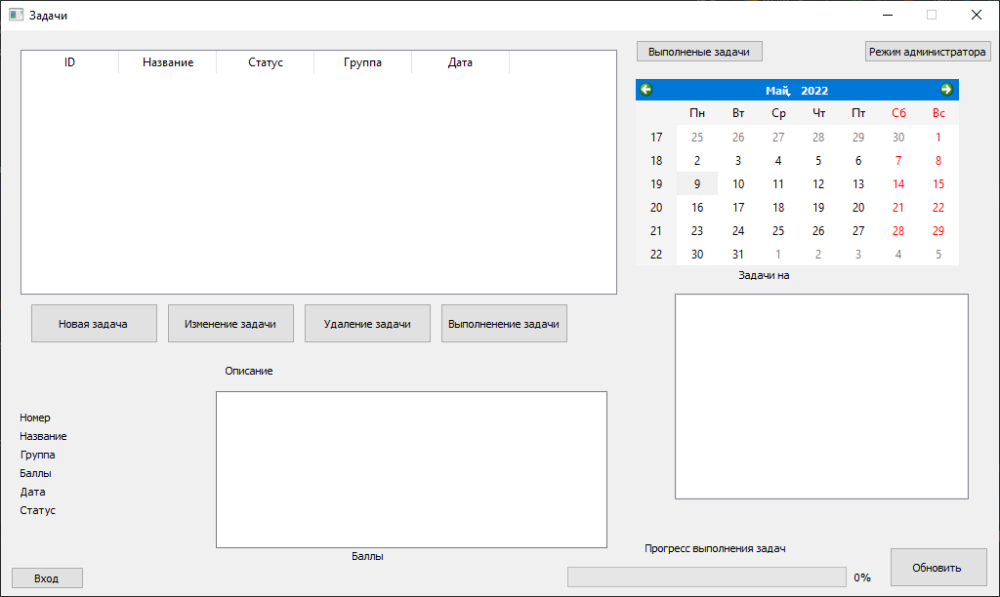 Задачи
ID Название Статус Группа Дата
Выполненые задачи Режим администратора
Май, 2022
Пн Вт Ср Чт Пт Сб Вс
17 25 26 27 28 29 30 1
18 2 3 4 5 6 7 8
19 9 10 11 12 13 14 15
20 16 17 18 19 20 21 22
21 23 24 25 26 27 28 29
22 30 31 1 2 3 4 5
Задачи на
Новая задача Изменение задачи Удаление задачи Выполненение задачи
Описание
Номер
Название
Группа
Баллы
Дата
Статус
Баллы
Прогресс выполнения задач
Вход
0%
Обновить